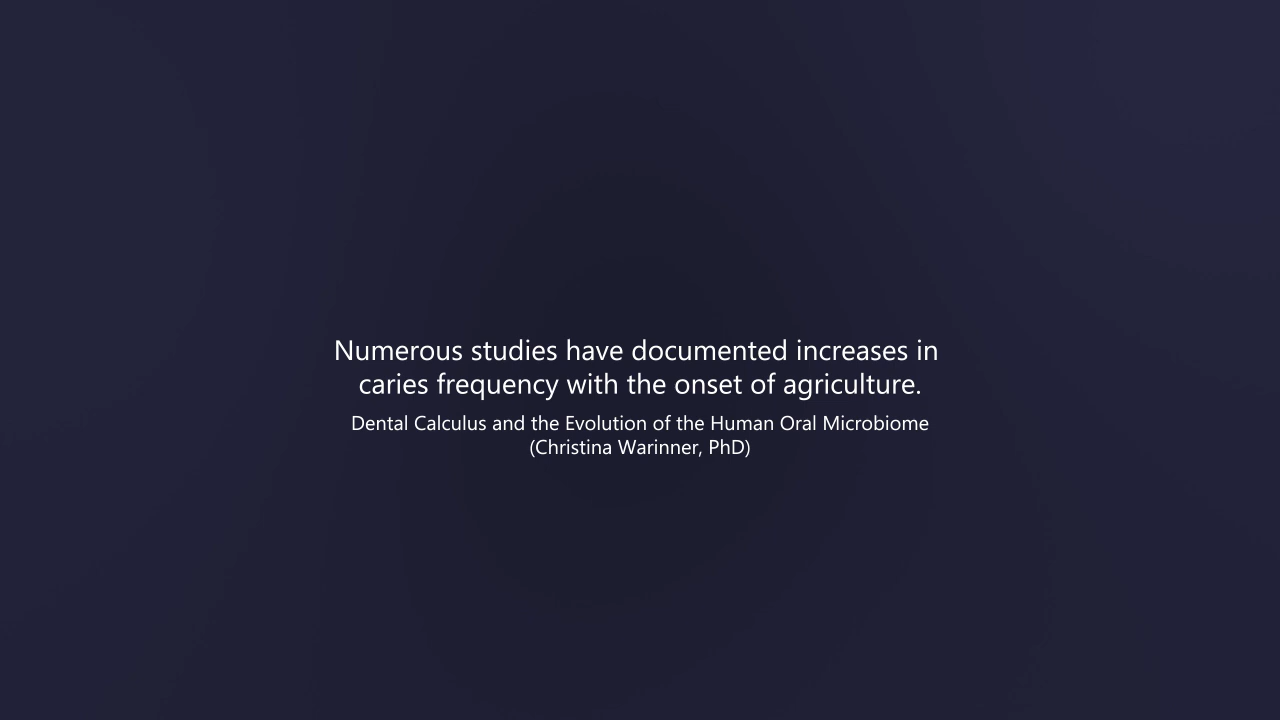 Numerous studies have documented increases in
caries frequency with the onset of agriculture.
Dental Calculus and the Evolution of the Human Oral Microbiome
(Christina Warinner, PhD)